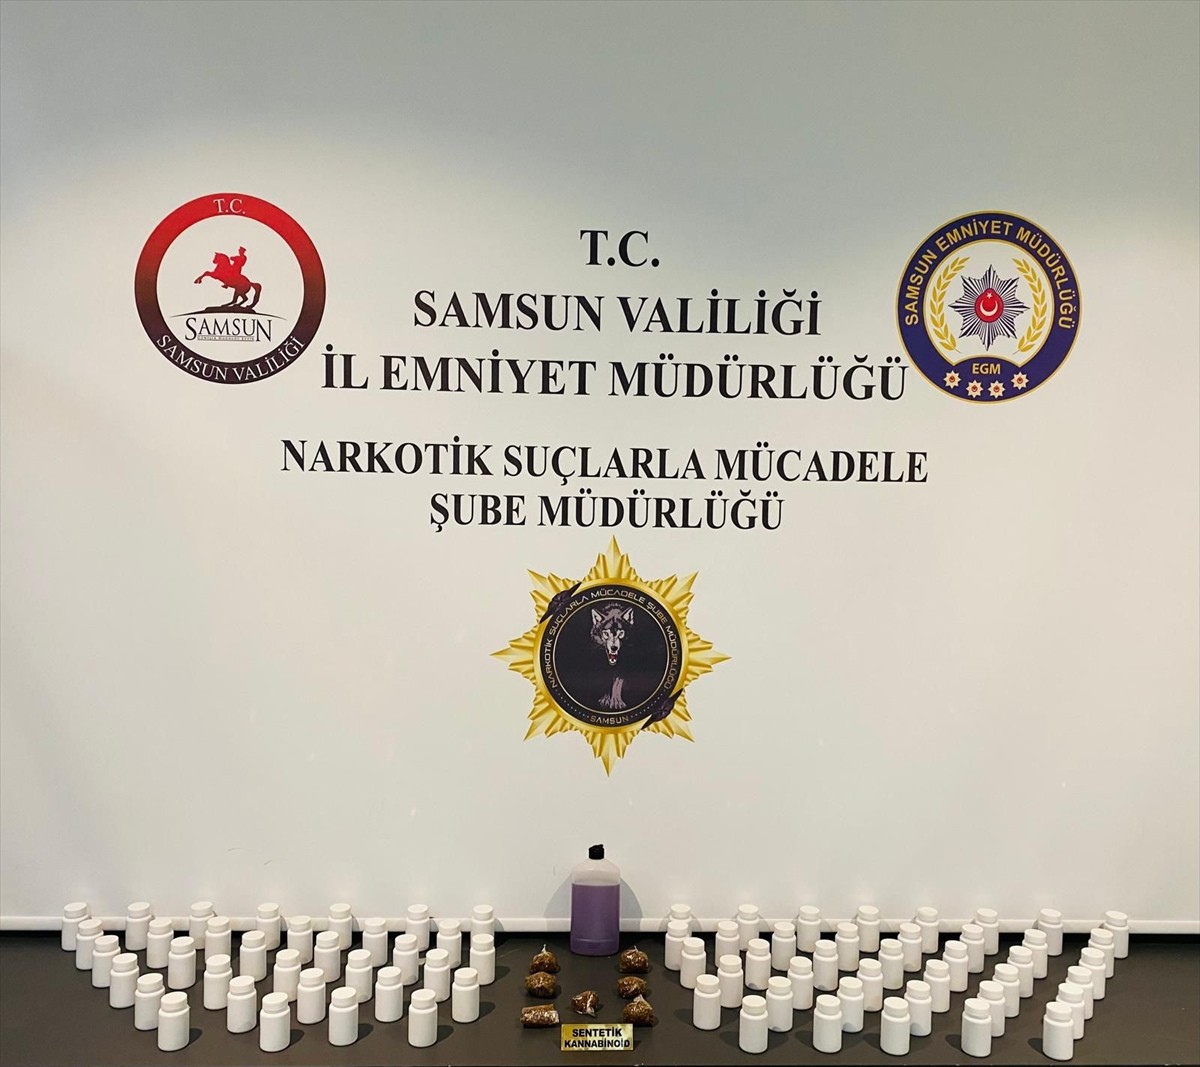 T.C.
SAMSUN
SAMSUN VALİLİĞİ
T.C.
SAMSUN VALİLİĞİ
İL EMNİYET MÜDÜRLÜĞÜ
SAMSUN EMNİYET MÜDÜRLÜĞÜ
EGM
NARKOTİK SUÇLARLA MÜCADELE
ŞUBE MÜDÜRLÜĞÜ
NARKOTİK SUÇLARLA MÜCADELE ŞUBE MÜDÜRLÜĞÜ
SAMSUN
SENTETİK
KANNABİNOİD